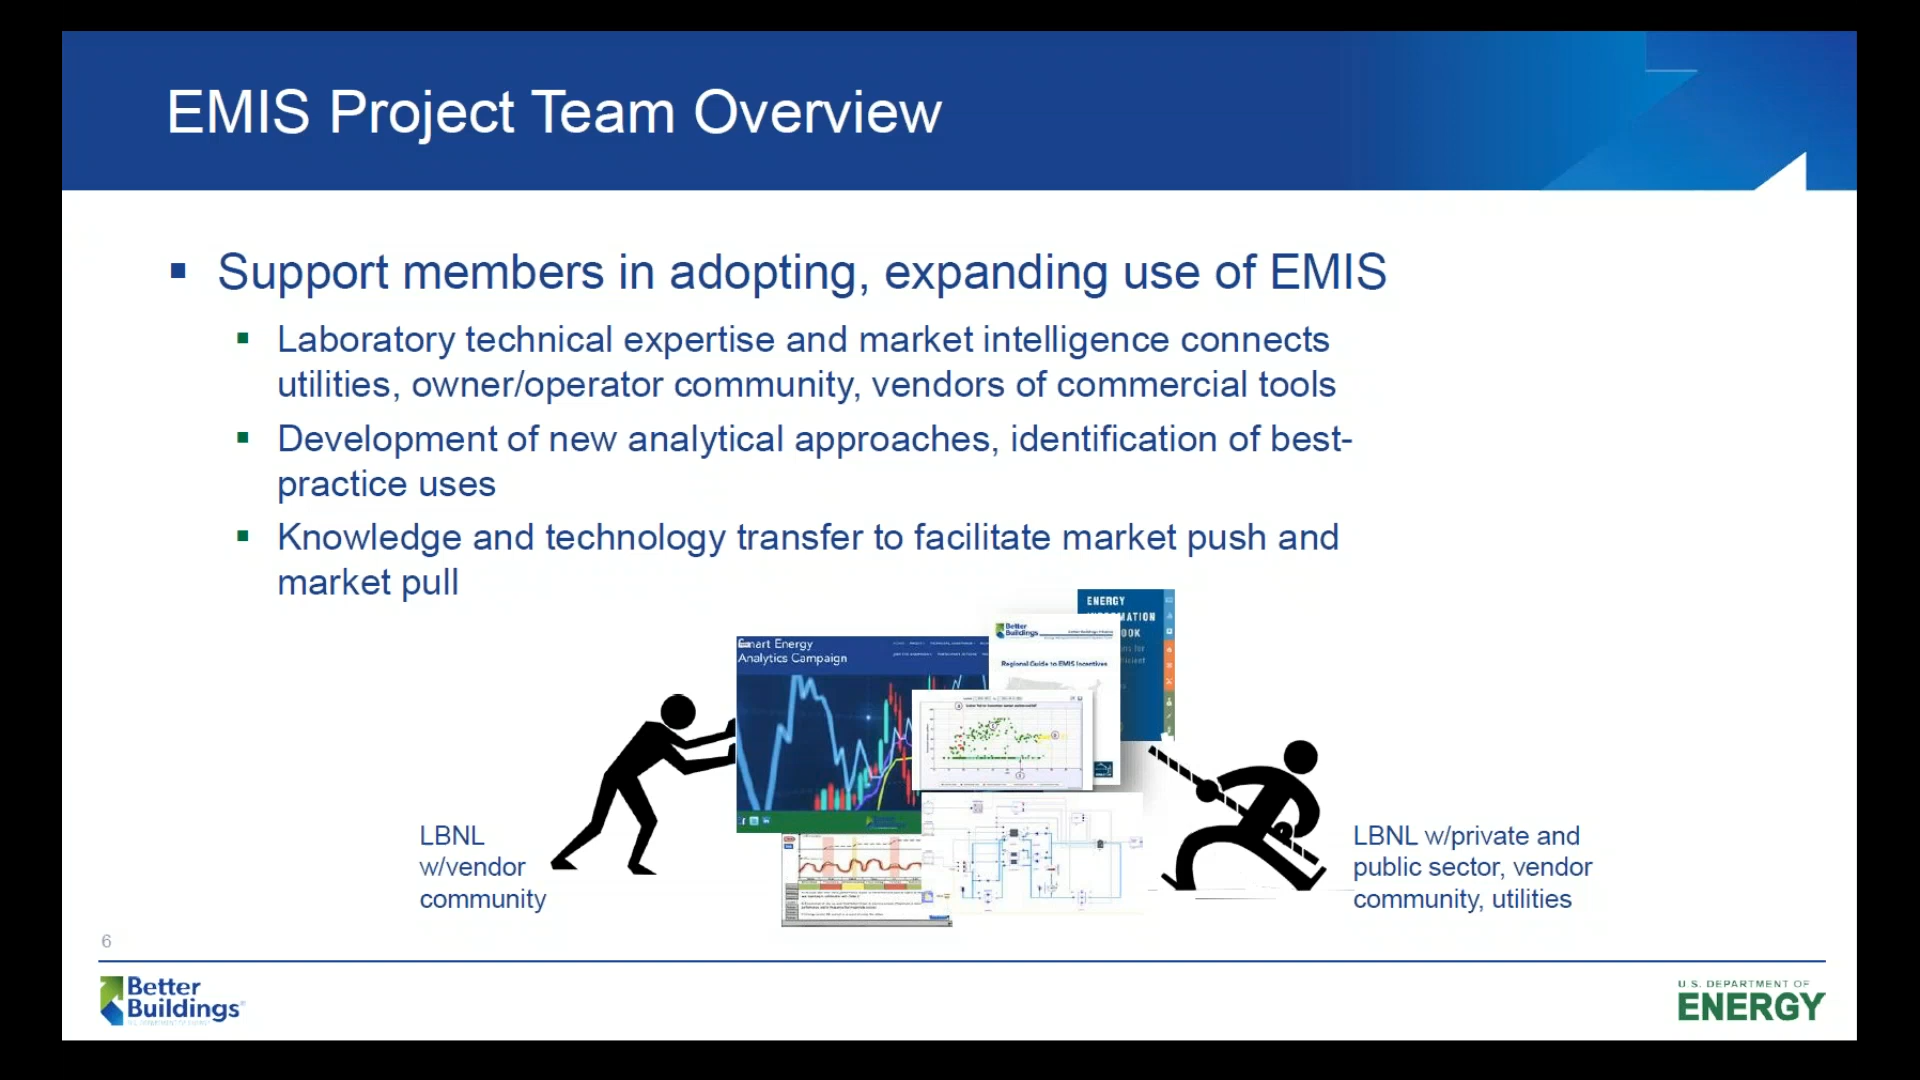 EMIS Project Team Overview
▪ Support members in adopting, expanding use of EMIS
▪ Laboratory technical expertise and market intelligence connects
utilities, owner/operator community, vendors of commercial tools
▪ Development of new analytical approaches, identification of best-
practice uses
▪ Knowledge and technology transfer to facilitate market push and
market pull
ENERGY
Better
Buildings
Regional Guide to EMIS Incentives
Energy
Analytics Campaign
LBNL
w/vendor
community
LBNL w/private and
public sector, vendor
community, utilities
6
Better
Buildings
U.S. DEPARTMENT OF
ENERGY